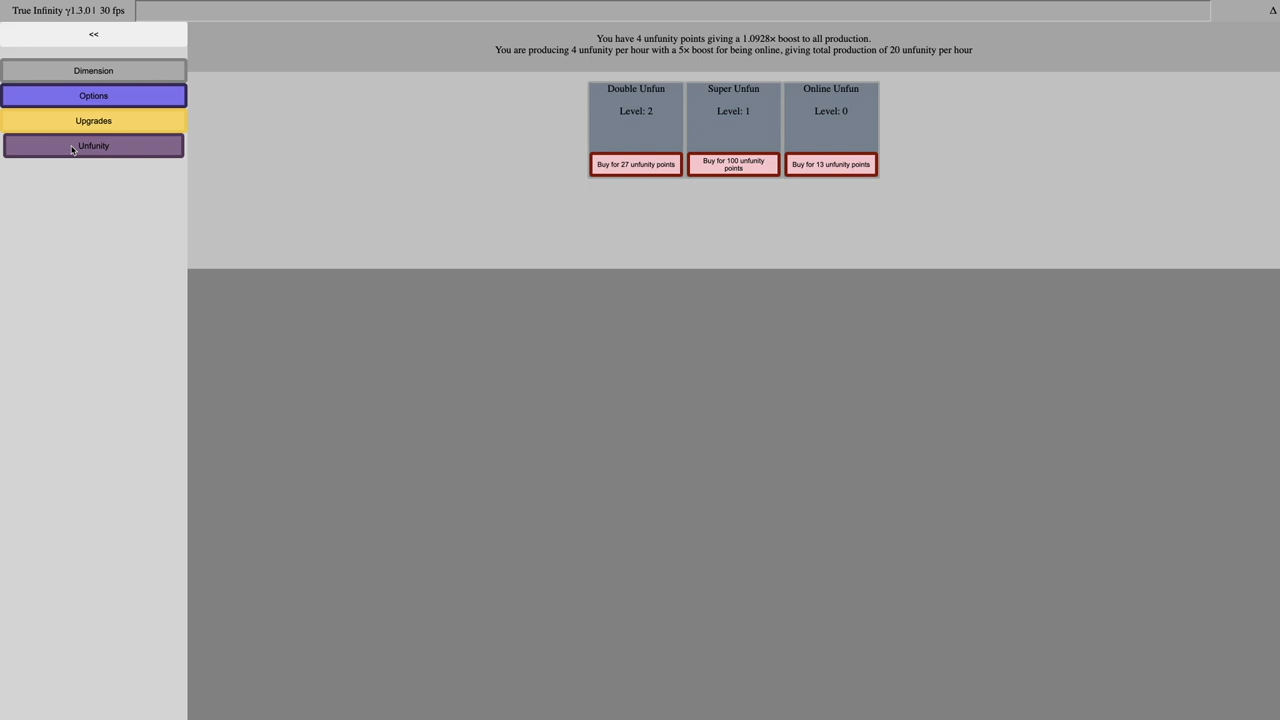 True Infinity γ1.3.0 | 30 fps
Δ
<<
Dimension
Options
Upgrades
Unfunity
You have 4 unfunity points giving a 1.0928× boost to all production.
You are producing 4 unfunity per hour with a 5× boost for being online, giving total production of 20 unfunity per hour
Double Unfun
Level: 2
Buy for 27 unfunity points
Super Unfun
Level: 1
Buy for 100 unfunity
points
Online Unfun
Level: 0
Buy for 13 unfunity points